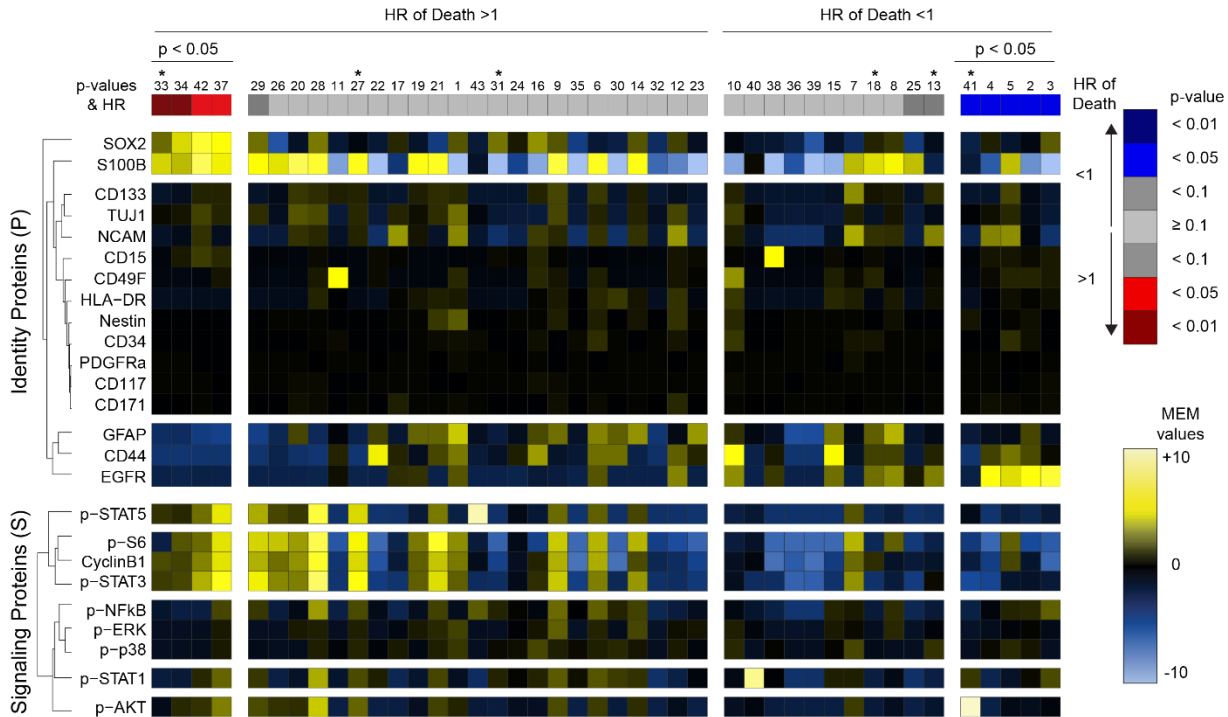 HR of Death >1
HR of Death <1
p < 0.05
p < 0.05
* * * * * *
p-values
& HR
33 34 42 37 29 26 20 28 11 27 22 17 19 21 1 31 43 24 16 9 35 6 30 14 32 12 23 10 40 38 36 39 15 7 18 8 25 13 41 4 5 2 3
HR of
Death
p-value
< 0.01
< 0.05
< 0.1
≥ 0.1
< 0.1
< 0.05
< 0.01
<1
>1
Identity Proteins (P)
SOX2
S100B
CD133
TUJ1
NCAM
CD15
CD49F
HLA−DR
Nestin
CD34
PDGFRa
CD117
CD171
GFAP
CD44
EGFR
Signaling Proteins (S)
p−STAT5
p−S6
CyclinB1
p−STAT3
p−NFkB
p−ERK
p−p38
p−STAT1
p−AKT
MEM
values
+10
0
-10